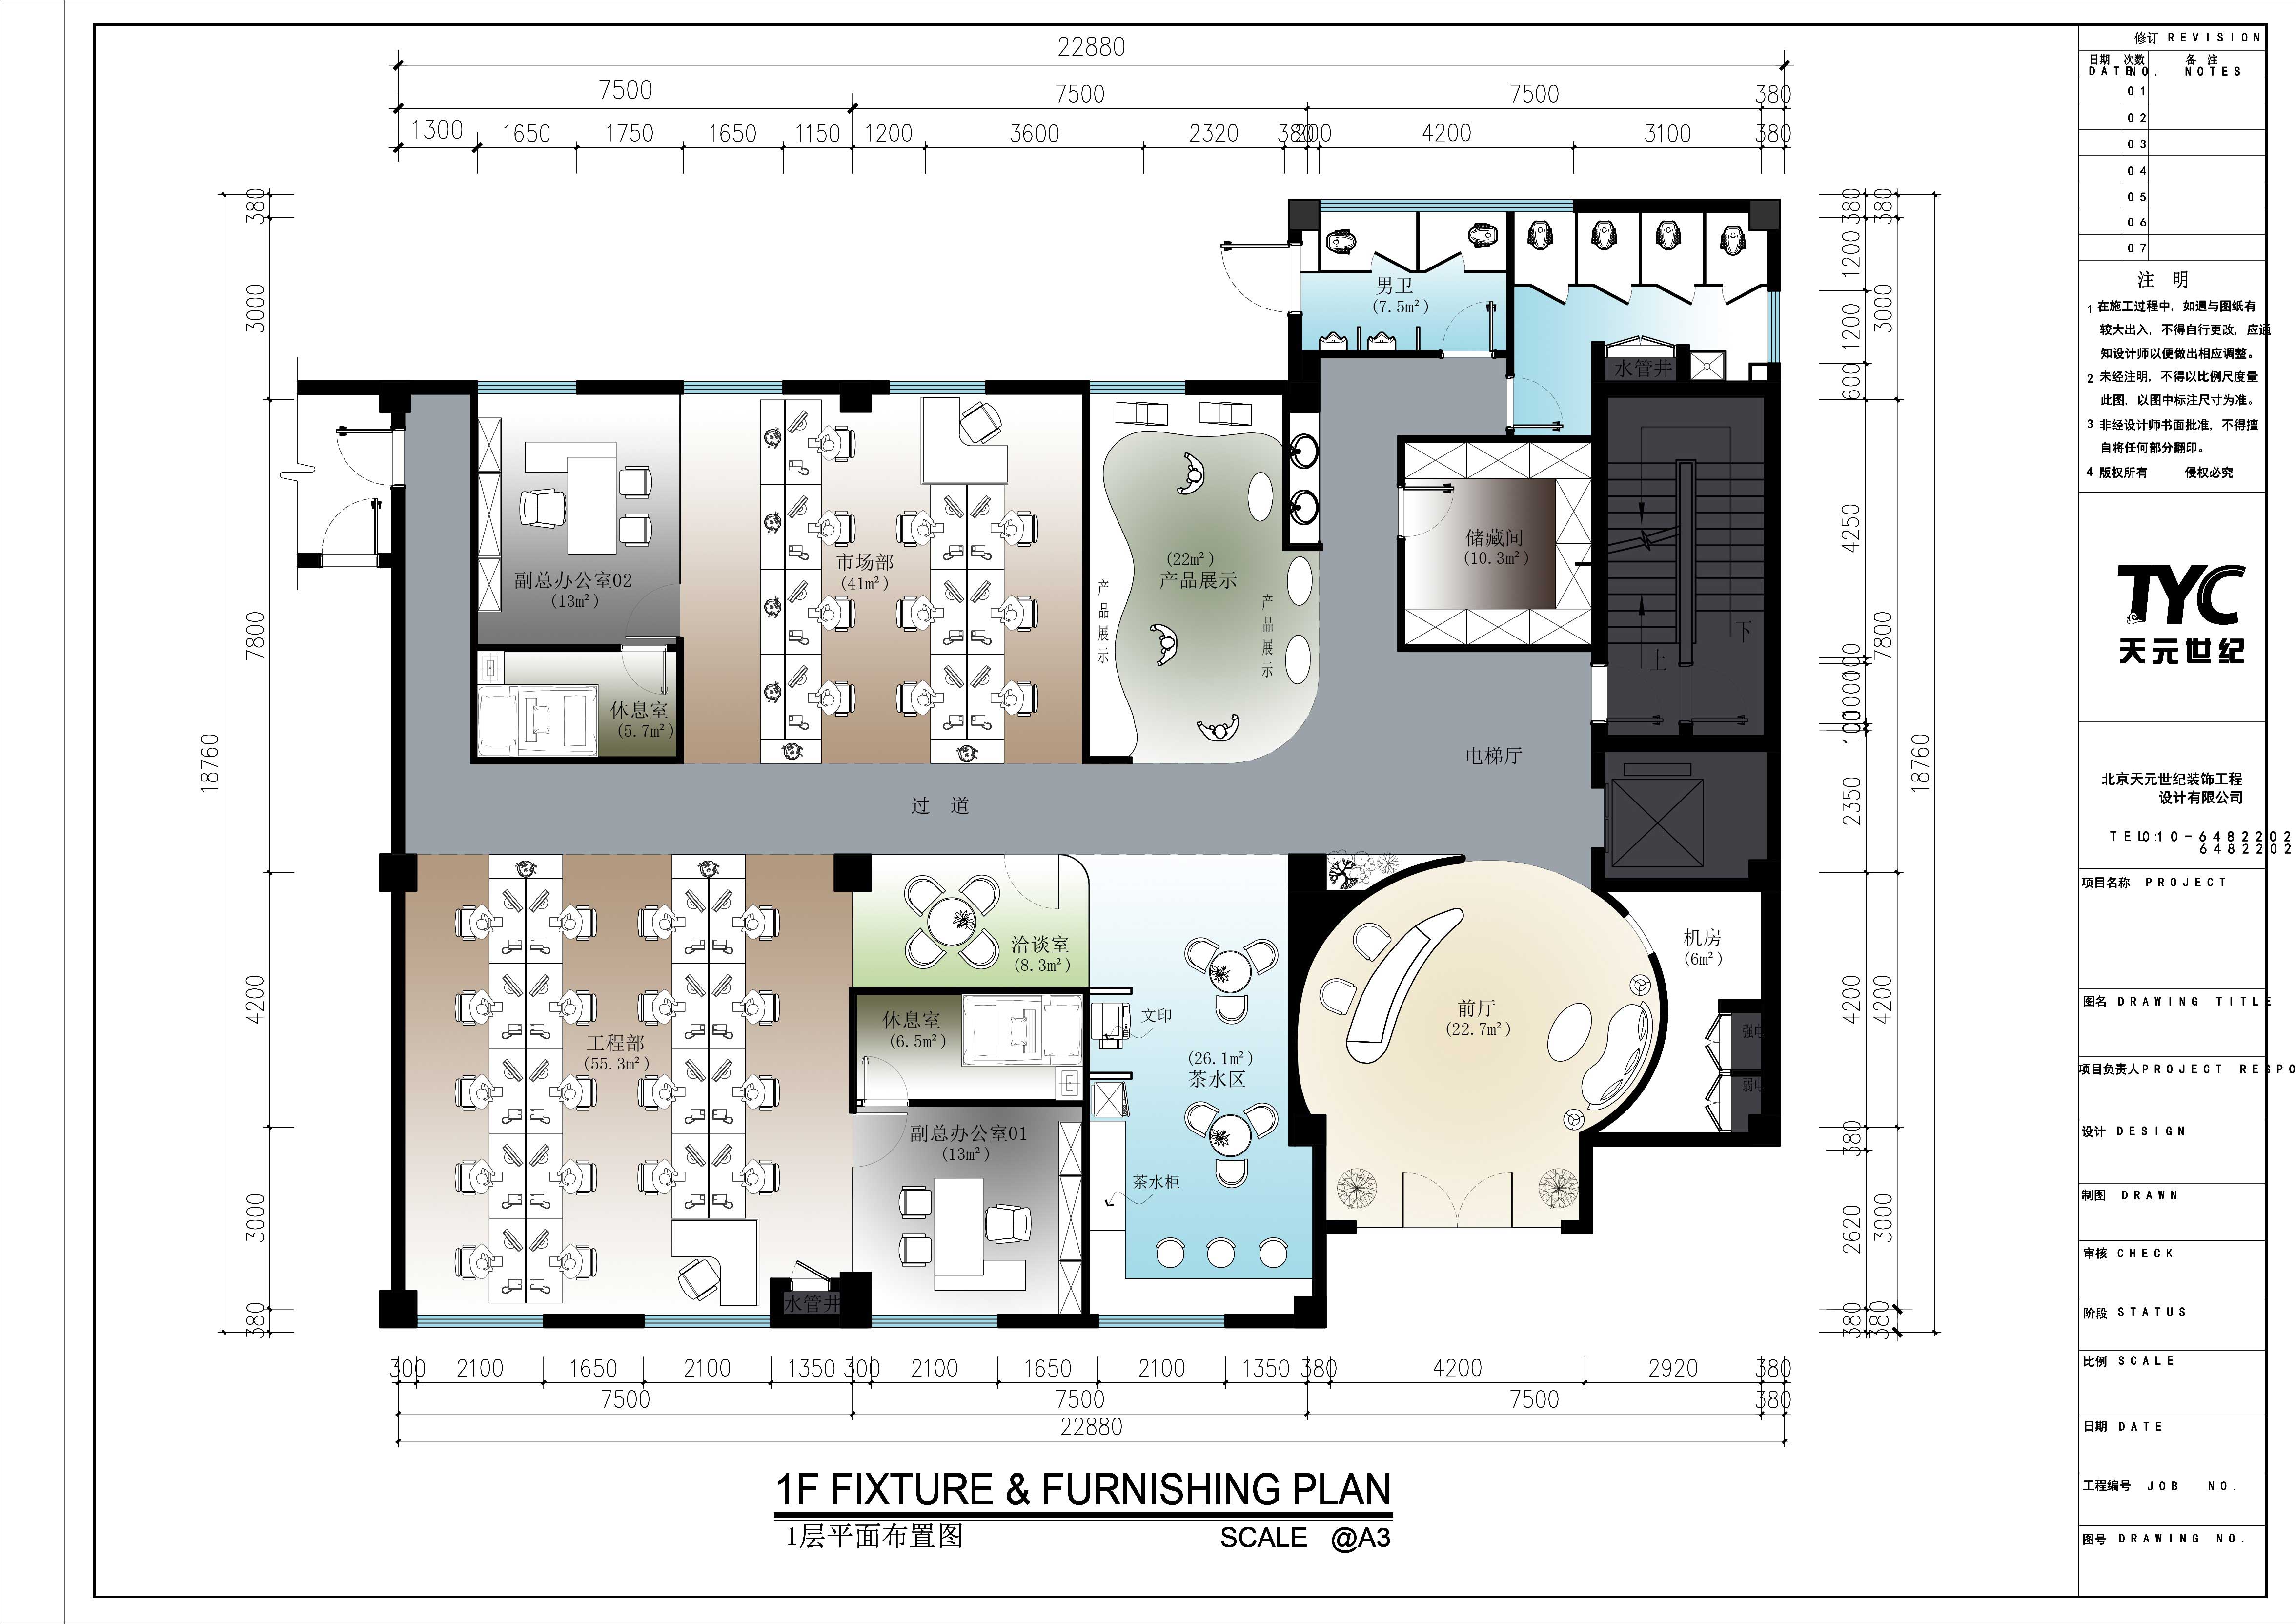 22880
7500
7500
7500
380
1300
1650
1750
1650
1150
1200
3600
2320
380
200
4200
3100
380
380
3000
7800
4200
3000
380
18760
380
1200
1200
600
4250
100
1000
100
2350
4200
380
2620
380
380
3000
7800
4200
3000
380
18760
男卫
(7.5m²)
水管井
副总办公室02
(13m²)
市场部
(41m²)
(22m²)
产品展示
产品展示
产品展示
储藏间
(10.3m²)
休息室
(5.7m²)
上
下
电梯厅
过 道
洽谈室
(8.3m²)
机房
(6m²)
休息室
(6.5m²)
文印
前厅
(22.7m²)
强电
工程部
(55.3m²)
(26.1m²)
茶水区
弱电
副总办公室01
(13m²)
茶水柜
水管井
300
2100
1650
2100
1350
300
2100
1650
2100
1350
380
4200
2920
380
7500
7500
7500
380
22880
1F FIXTURE & FURNISHING PLAN
1层平面布置图
SCALE @A3
修订 REVISION
日期 次数 备 注
DATE NO. NOTES
01
02
03
04
05
06
07
注 明
1 在施工过程中，如遇与图纸有
较大出入，不得自行更改，应通
知设计师以便做出相应调整。
2 未经注明，不得以比例尺度量
此图，以图中标注尺寸为准。
3 非经设计师书面批准，不得擅
自将任何部分翻印。
4 版权所有 侵权必究
TYC
天元世纪
北京天元世纪装饰工程
设计有限公司
TEL:010-6482202
6482202
项目名称 PROJECT
图名 DRAWING TITLE
项目负责人PROJECT RESPO
设计 DESIGN
制图 DRAWN
审核 CHECK
阶段 STATUS
比例 SCALE
日期 DATE
工程编号 JOB NO.
图号 DRAWING NO.